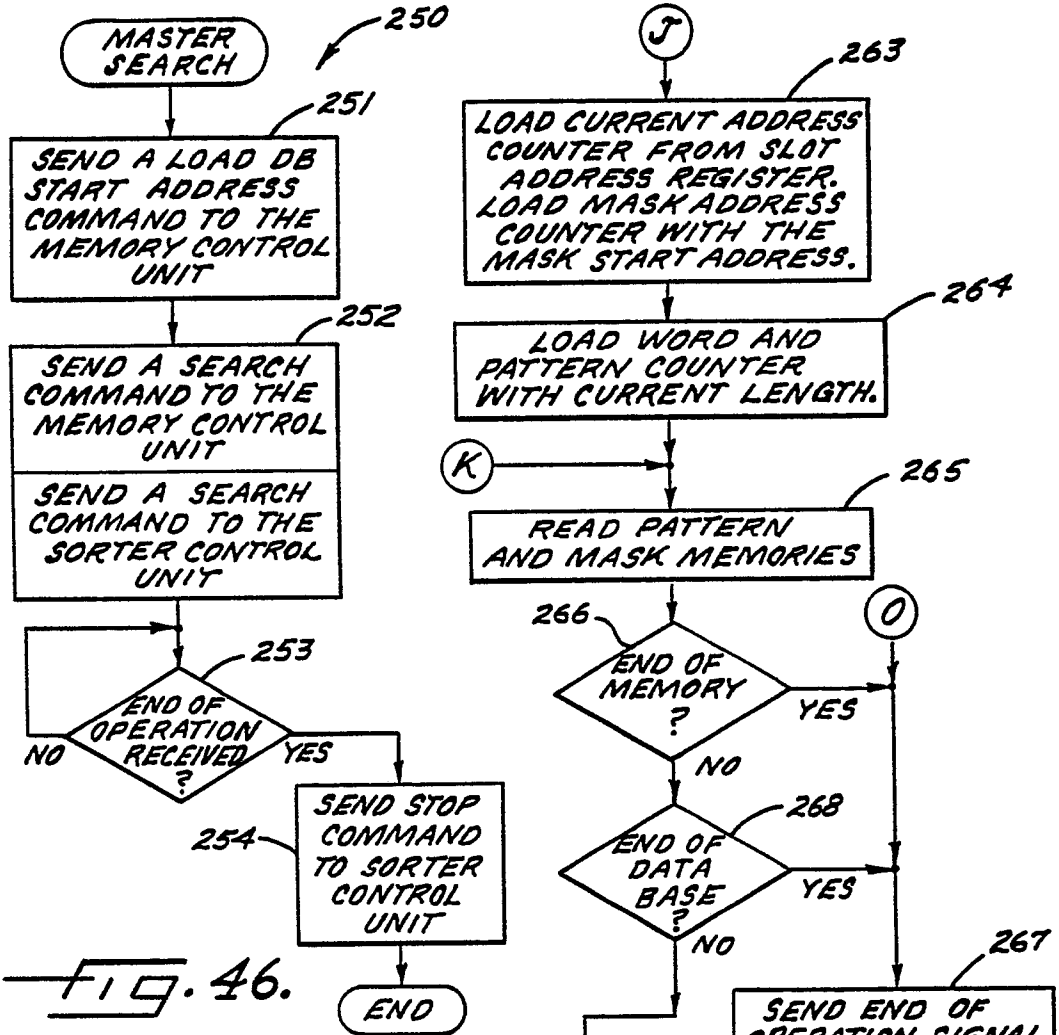 MASTER
SEARCH
250
251
SEND A LOAD DB
START ADDRESS
COMMAND TO THE
MEMORY CONTROL
UNIT
252
SEND A SEARCH
COMMAND TO THE
MEMORY CONTROL
UNIT
SEND A SEARCH
COMMAND TO THE
SORTER CONTROL
UNIT
253
END OF
OPERATION
RECEIVED
?
NO
YES
254
SEND STOP
COMMAND
TO SORTER
CONTROL
UNIT
END
Fig. 46.
J
263
LOAD CURRENT ADDRESS
COUNTER FROM SLOT
ADDRESS REGISTER.
LOAD MASK ADDRESS
COUNTER WITH THE
MASK START ADDRESS.
264
LOAD WORD AND
PATTERN COUNTER
WITH CURRENT LENGTH.
K
265
READ PATTERN
AND MASK MEMORIES
O
266
END OF
MEMORY
?
YES
NO
268
END OF
DATA
BASE
?
YES
NO
267
SEND END OF
OPERATION SIGNAL